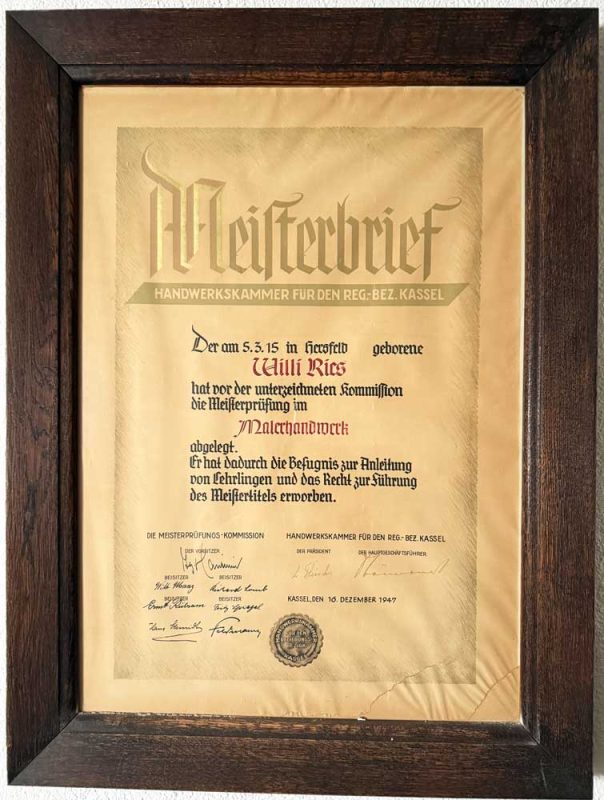 Meisterbrief
HANDWERKSKAMMER FÜR DEN REG.-BEZ. KASSEL
Der am 5.3.15 in Hersfeld geborene
Willi Ries
hat vor der unterzeichneten Kommission
die Meisterprüfung im
Malerhandwerk
abgelegt.
Er hat dadurch die Befugnis zur Anleitung
von Lehrlingen und das Recht zur Führung
des Meistertitels erworben.
DIE MEISTERPRÜFUNGS-KOMMISSION HANDWERKSKAMMER FÜR DEN REG.-BEZ. KASSEL
DER VORSITZER DER PRÄSIDENT DER HAUPTGESCHÄFTSFÜHRER
BEISITZER BEISITZER
BEISITZER BEISITZER
KASSEL, DEN 16. DEZEMBER 1947